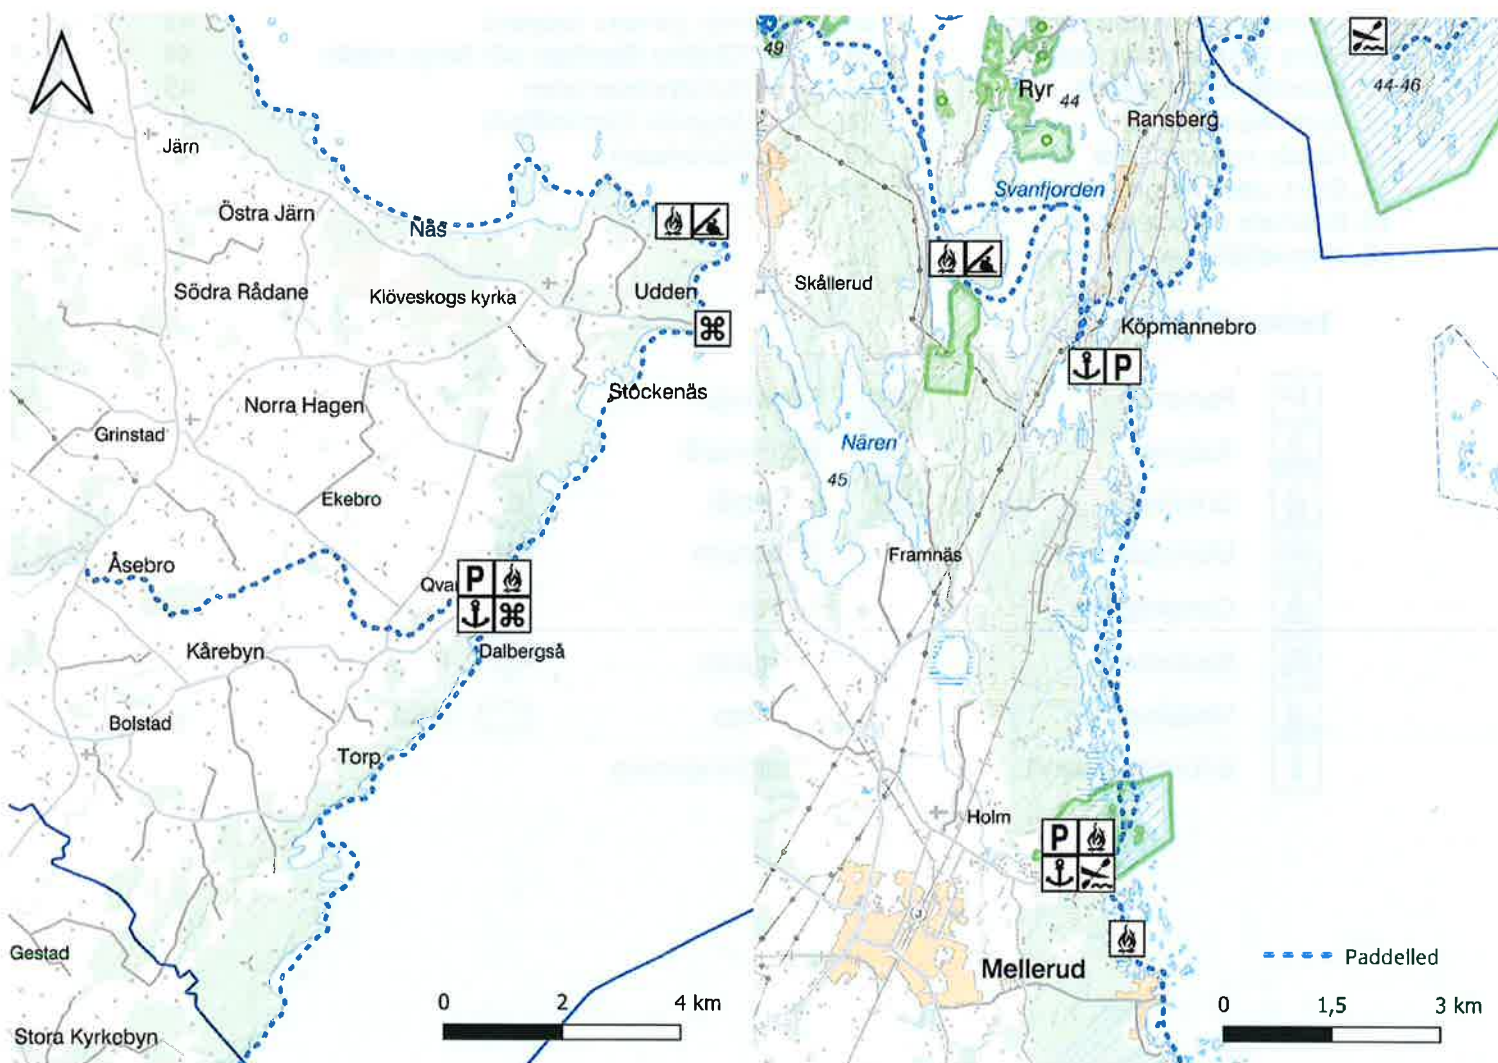 Järn
Östra Järn
Näs
Södra Rådane
Klöveskogs kyrka
Udden
Stockenäs
Norra Hagen
Grinstad
Ekebro
Åsebro
P
Kårebyn
Dalbergså
Bolstad
Torp
Gestad
Stora Kyrkebyn
0 2 4 km
49
Ryr 44
44-46
Ransberg
Svanfjorden
Skållerud
Köpmannebro
P
Nären
45
Framnäs
Holm
P
J
Mellerud
Paddelled
0 1,5 3 km